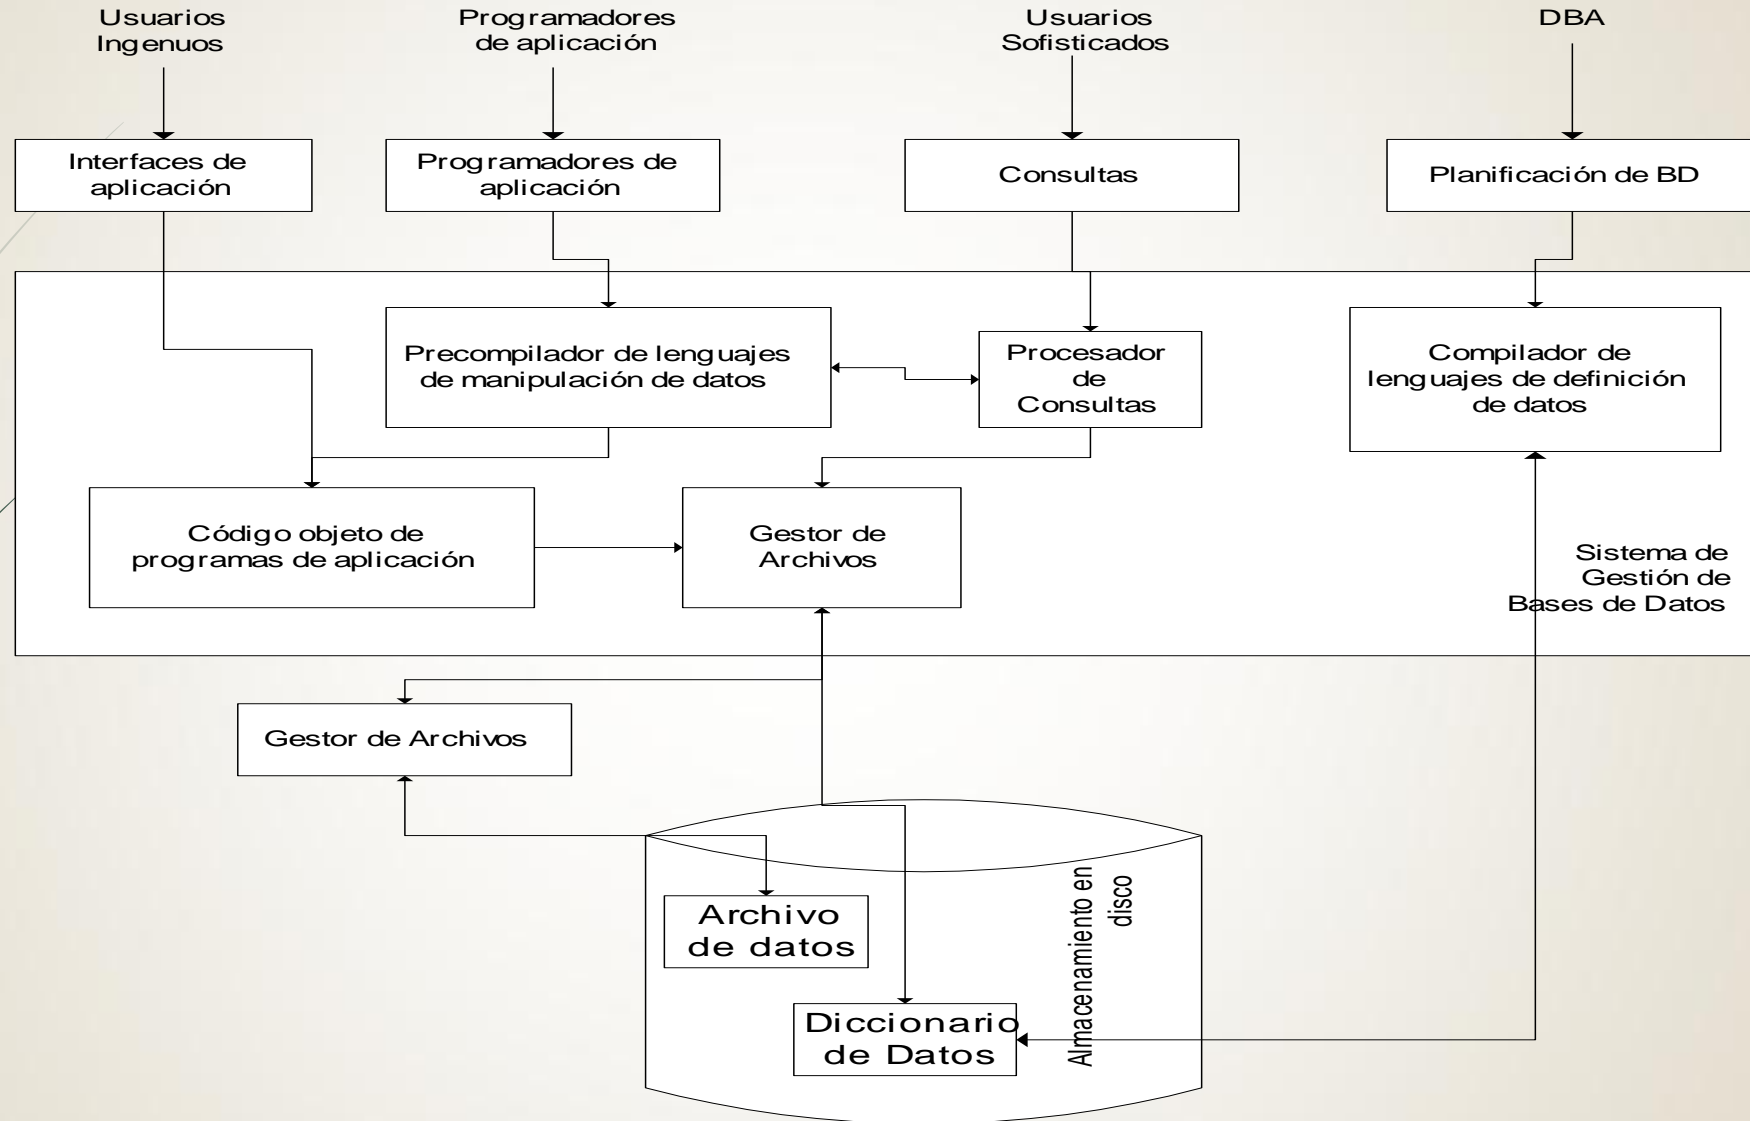 Usuarios
Ingenuos
Programadores
de aplicación
Usuarios
Sofisticados
DBA
Interfaces de
aplicación
Programadores de
aplicación
Consultas
Planificación de BD
Precompilador de lenguajes
de manipulación de datos
Procesador
de
Consultas
Compilador de
lenguajes de definición
de datos
Código objeto de
programas de aplicación
Gestor de
Archivos
Sistema de
Gestión de
Bases de Datos
Gestor de Archivos
Archivo
de datos
Almacenamiento en
disco
Diccionario
de Datos